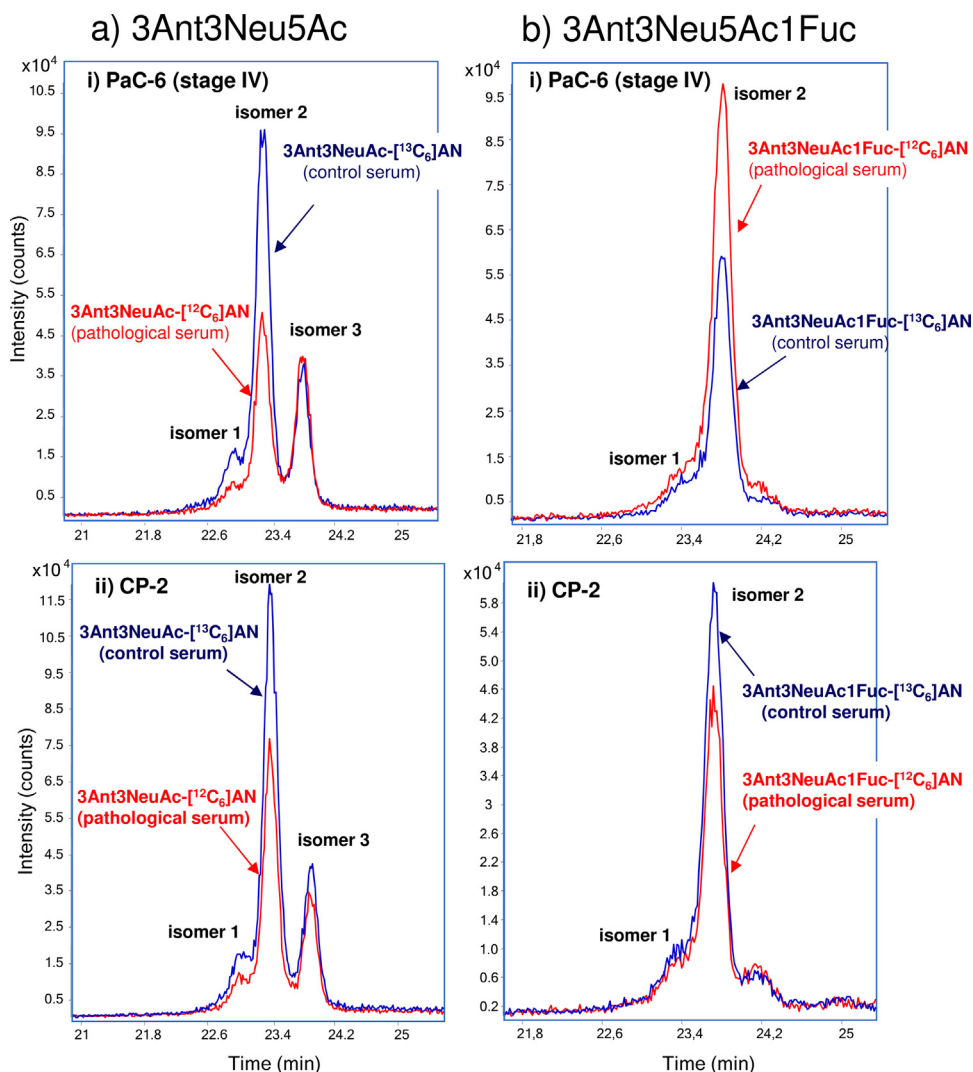 a) 3Ant3Neu5Ac
b) 3Ant3Neu5Ac1Fuc
x10⁴
i) PaC-6 (stage IV)
10.5
9.5
8.5
7.5
6.5
5.5
4.5
3.5
2.5
1.5
0.5
Intensity (counts)
isomer 2
3Ant3NeuAc-[¹³C₆]AN
(control serum)
3Ant3NeuAc-[¹²C₆]AN
(pathological serum)
isomer 3
isomer 1
21
21.8
22.6
23.4
24.2
25
x10⁴
i) PaC-6 (stage IV)
9.5
8.5
7.5
6.5
5.5
4.5
3.5
2.5
1.5
0.5
isomer 2
3Ant3NeuAc1Fuc-[¹²C₆]AN
(pathological serum)
3Ant3NeuAc1Fuc-[¹³C₆]AN
(control serum)
isomer 1
21,8
23,4
24,2
25
x10⁴
ii) CP-2
11.5
10.5
9.5
8.5
7.5
6.5
5.5
4.5
3.5
2.5
1.5
0.5
Intensity (counts)
isomer 2
3Ant3NeuAc-[¹³C₆]AN
(control serum)
3Ant3NeuAc-[¹²C₆]AN
(pathological serum)
isomer 3
isomer 1
21
21.8
22.6
23.4
24.2
25
Time (min)
x10⁴
ii) CP-2
5.8
5.4
5.0
4.6
4.2
3.8
3.4
3
2.6
2.2
1.8
1.4
1.0
0.6
0.2
isomer 2
3Ant3NeuAc1Fuc-[¹³C₆]AN
(control serum)
3Ant3NeuAc1Fuc-[¹²C₆]AN
(pathological serum)
isomer 1
21,8
23,4
24,2
25
Time (min)